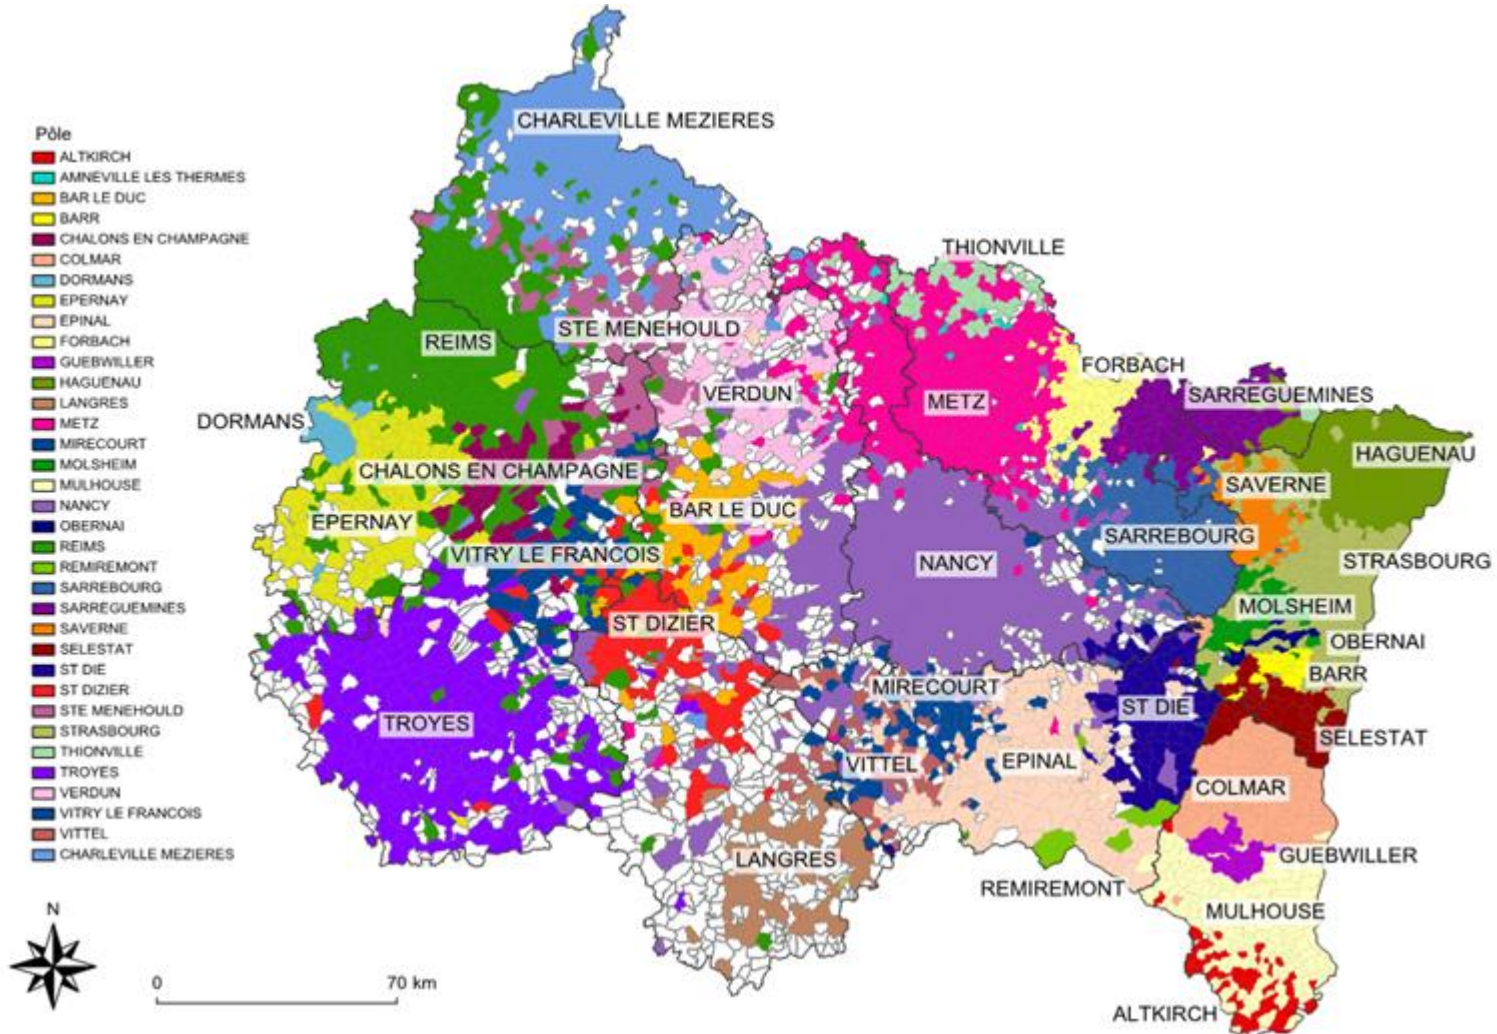 Pôle
ALTKIRCH
AMNEVILLE LES THERMES
BAR LE DUC
BARR
CHALONS EN CHAMPAGNE
COLMAR
DORMANS
EPERNAY
EPINAL
FORBACH
GUEBWILLER
HAGUENAU
LANGRES
METZ
MIRECOURT
MOLSHEIM
MULHOUSE
NANCY
OBERNAI
REIMS
REMIREMONT
SARREBOURG
SARREGUEMINES
SAVERNE
SELESTAT
ST DIE
ST DIZIER
STE MENEHOULD
STRASBOURG
THIONVILLE
TROYES
VERDUN
VITRY LE FRANCOIS
VITTEL
CHARLEVILLE MEZIERES
N
0 70 km
CHARLEVILLE MEZIERES
THIONVILLE
STE MENEHOULD
REIMS
FORBACH
VERDUN
SARREGUEMINES
METZ
DORMANS
HAGUENAU
CHALONS EN CHAMPAGNE
SAVERNE
BAR LE DUC
EPERNAY
SARREBOURG
VITRY LE FRANCOIS
NANCY
STRASBOURG
MOLSHEIM
ST DIZIER
OBERNAI
BARR
MIRECOURT
ST DIE
TROYES
SELESTAT
VITTEL
EPINAL
COLMAR
GUEBWILLER
LANGRES
REMIREMONT
MULHOUSE
ALTKIRCH